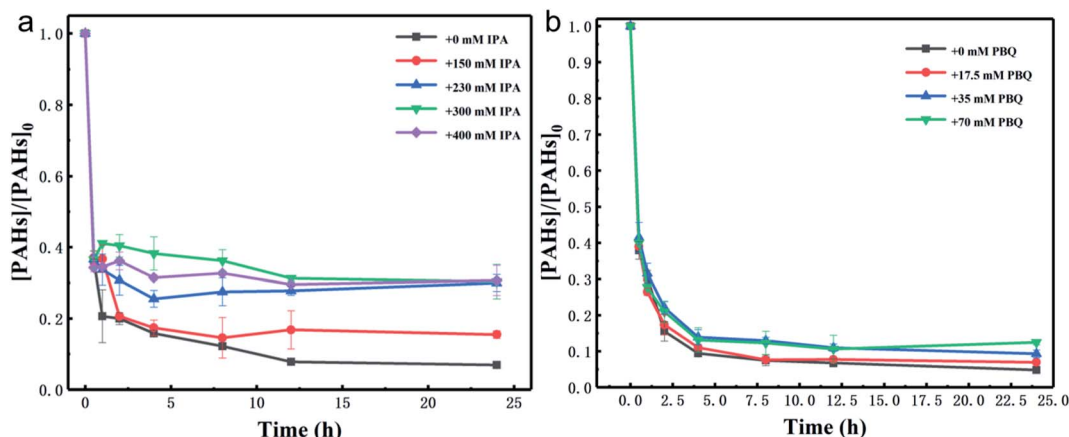 a
[PAHs]/[PAHs]0
1.0
0.8
0.6
0.4
0.2
0.0
+0 mM IPA
+150 mM IPA
+230 mM IPA
+300 mM IPA
+400 mM IPA
0 5 10 15 20 25
Time (h)
b
[PAHs]/[PAHs]0
1.0
0.9
0.8
0.7
0.6
0.5
0.4
0.3
0.2
0.1
0.0
+0 mM PBQ
+17.5 mM PBQ
+35 mM PBQ
+70 mM PBQ
0.0 2.5 5.0 7.5 10.0 12.5 15.0 17.5 20.0 22.5 25.0
Time (h)